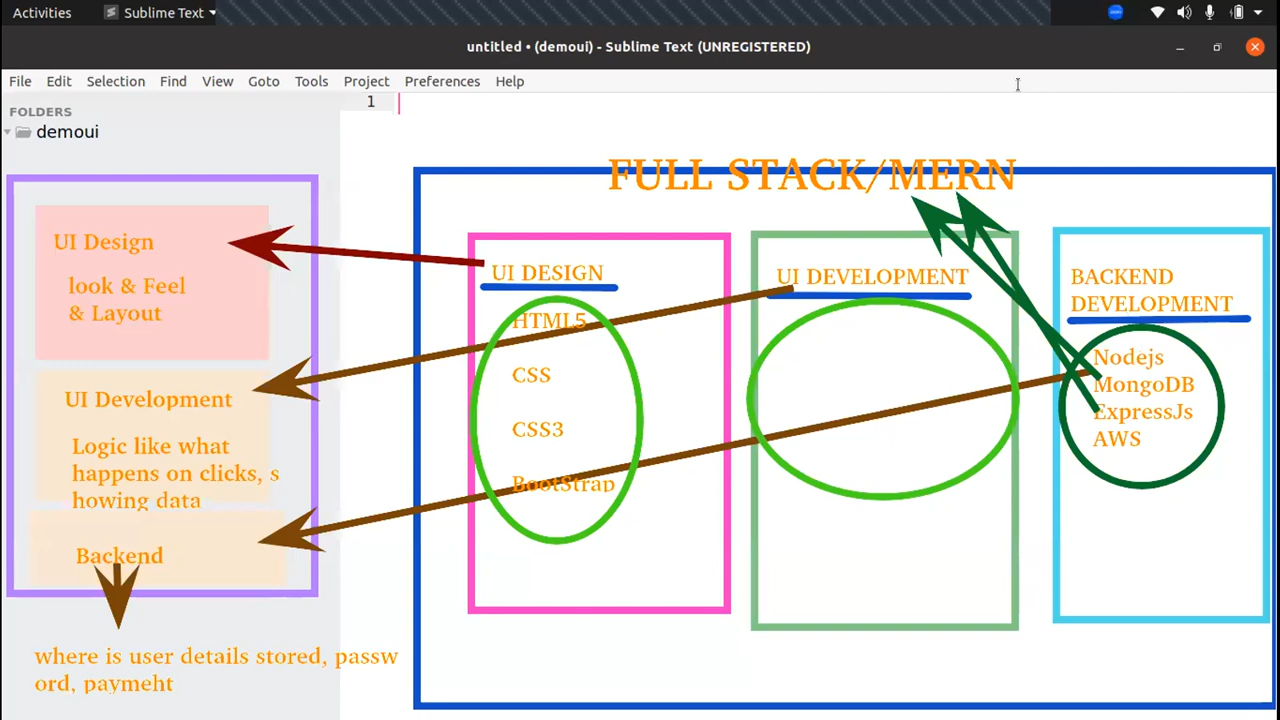 Activities
Sublime Text
untitled • (demoui) - Sublime Text (UNREGISTERED)
File Edit Selection Find View Goto Tools Project Preferences Help
FOLDERS
demoui
1
FULL STACK/MERN
UI Design
look & Feel
& Layout
UI Development
Logic like what
happens on clicks, s
howing data
Backend
where is user details stored, passw
ord, paymeht
UI DESIGN
HTML5
CSS
CSS3
BootStrap
UI DEVELOPMENT
BACKEND
DEVELOPMENT
Nodejs
MongoDB
ExpressJs
AWS